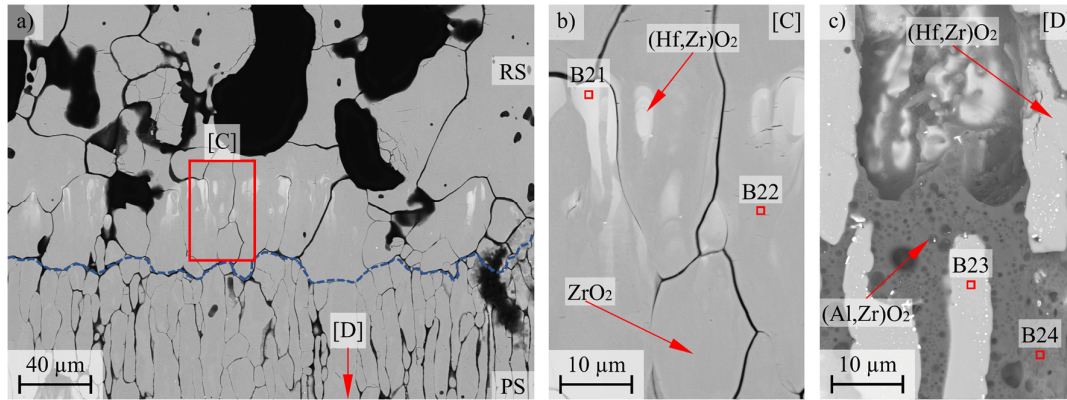 a)
RS
[C]
[D]
40 µm
PS
b)
[C]
(Hf,Zr)O₂
B21
B22
ZrO₂
10 µm
c)
[D]
(Hf,Zr)O₂
B23
(Al,Zr)O₂
B24
10 µm